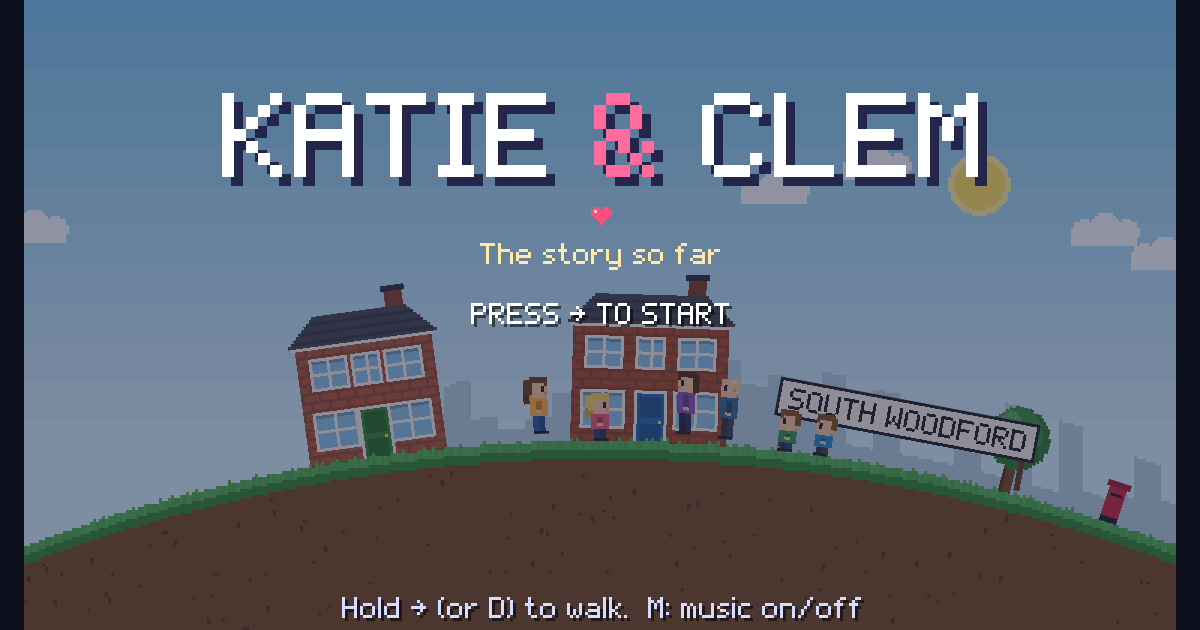 KATIE & CLEM
The story so far
PRESS → TO START
SOUTH WOODFORD
Hold → (or D) to walk. M: music on/off